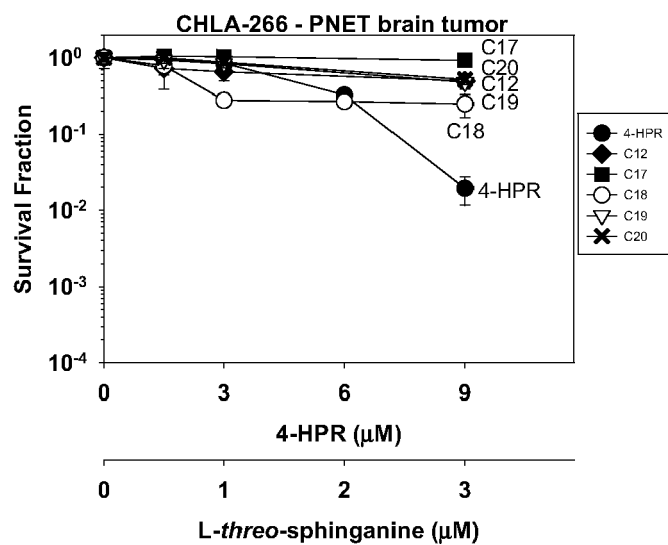 CHLA-266 - PNET brain tumor
10^0
10^-1
10^-2
10^-3
10^-4
Survival Fraction
C17
C20
C12
C19
C18
4-HPR
4-HPR
C12
C17
C18
C19
C20
0 3 6 9
4-HPR (μM)
0 1 2 3
L-threo-sphinganine (μM)